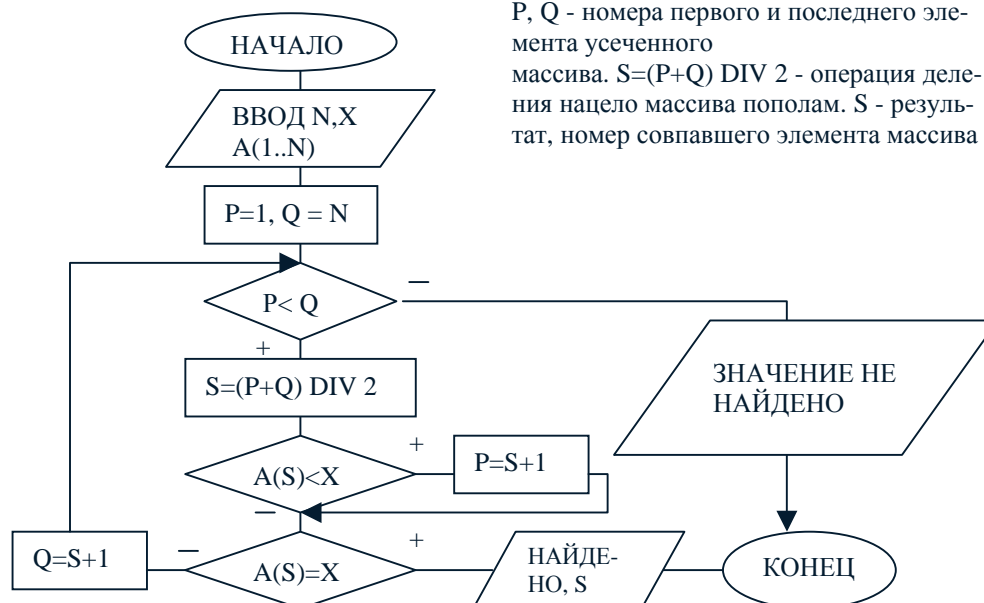 P, Q - номера первого и последнего эле-
мента усеченного
массива. S=(P+Q) DIV 2 - операция деле-
ния нацело массива пополам. S - резуль-
тат, номер совпавшего элемента массива
НАЧАЛО
ВВОД N,X
A(1..N)
P=1, Q = N
P< Q
—
+
S=(P+Q) DIV 2
ЗНАЧЕНИЕ НЕ
НАЙДЕНО
A(S)<X
+
P=S+1
—
Q=S+1
—
A(S)=X
+
НАЙДЕ-
НО, S
КОНЕЦ